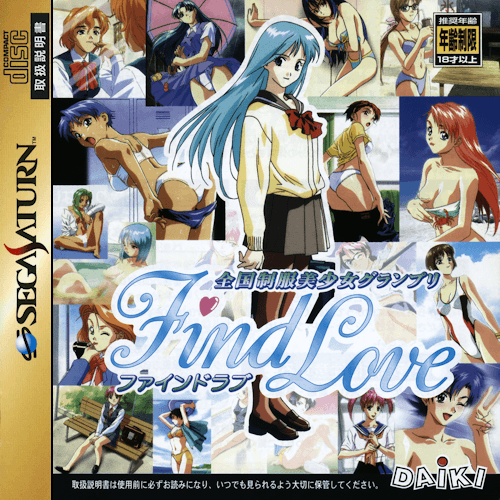 COMPACT
disc
取扱説明書
SEGA SATURN™
推奨年齢
年齢制限
18才以上
全国制服美少女グランプリ
Find Love
ファインドラブ
DAiKI
取扱説明書は使用前に必ずお読みになり、いつでも見られるよう大切に保管してください。